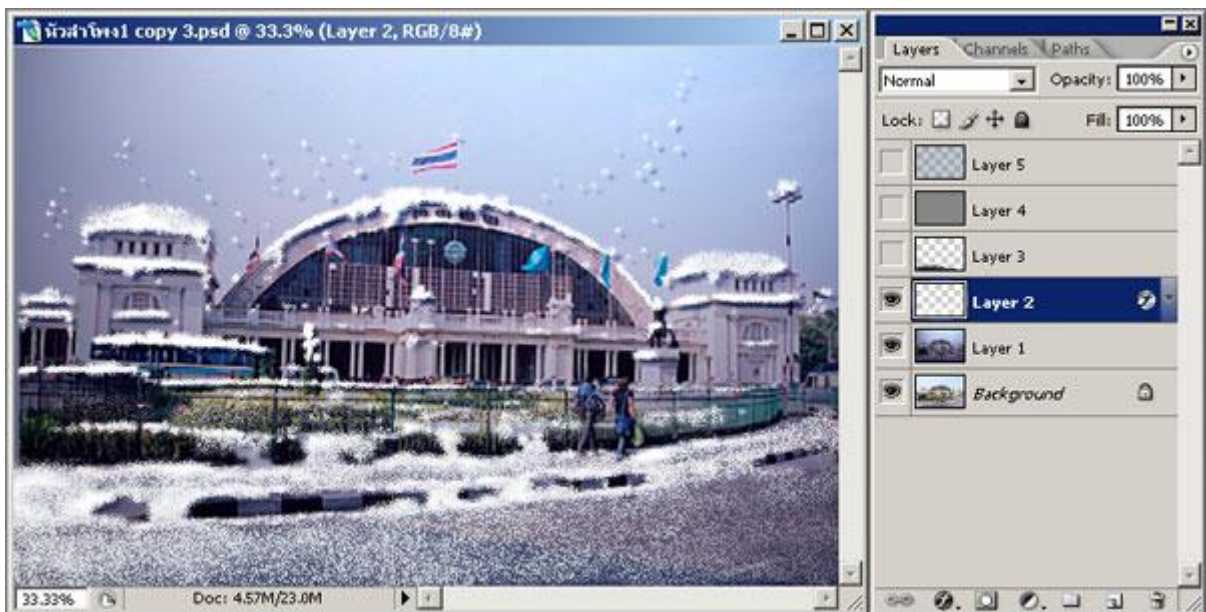 หัวลำโพง1 copy 3.psd @ 33.3% (Layer 2, RGB/8#)
33.33%
Doc: 4.57M/23.0M
Layers Channels Paths
Normal Opacity: 100%
Lock: Fill: 100%
Layer 5
Layer 4
Layer 3
Layer 2
Layer 1
Background